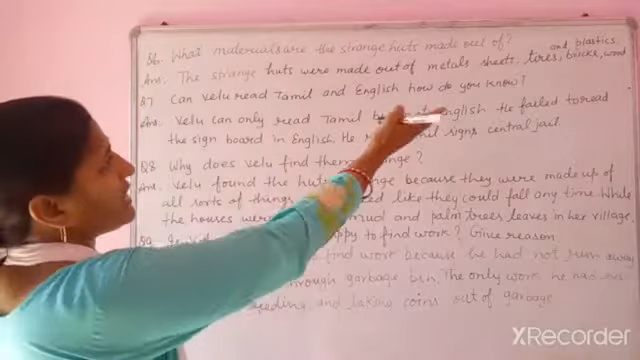 Q6. What materials are the strange huts made out of?
and plastics
Ans. The strange huts were made out of metals sheets, tires, bricks, wood
Q7 Can velu read Tamil and English how do you know?
Ans. Velu can only read Tamil but not English He failed to read
the sign board in English. He signs central jail
Q8 Why does velu find them strange?
Ans. Velu found the huts because they were made up of
all sorts of things like they could fall any time. While
the houses were mud and palm trees leaves in her village.
Q9 to find work? Give reason
find work because he had not run away
through garbage bin. The only work he had
and taking coins out of garbage
XRecorder